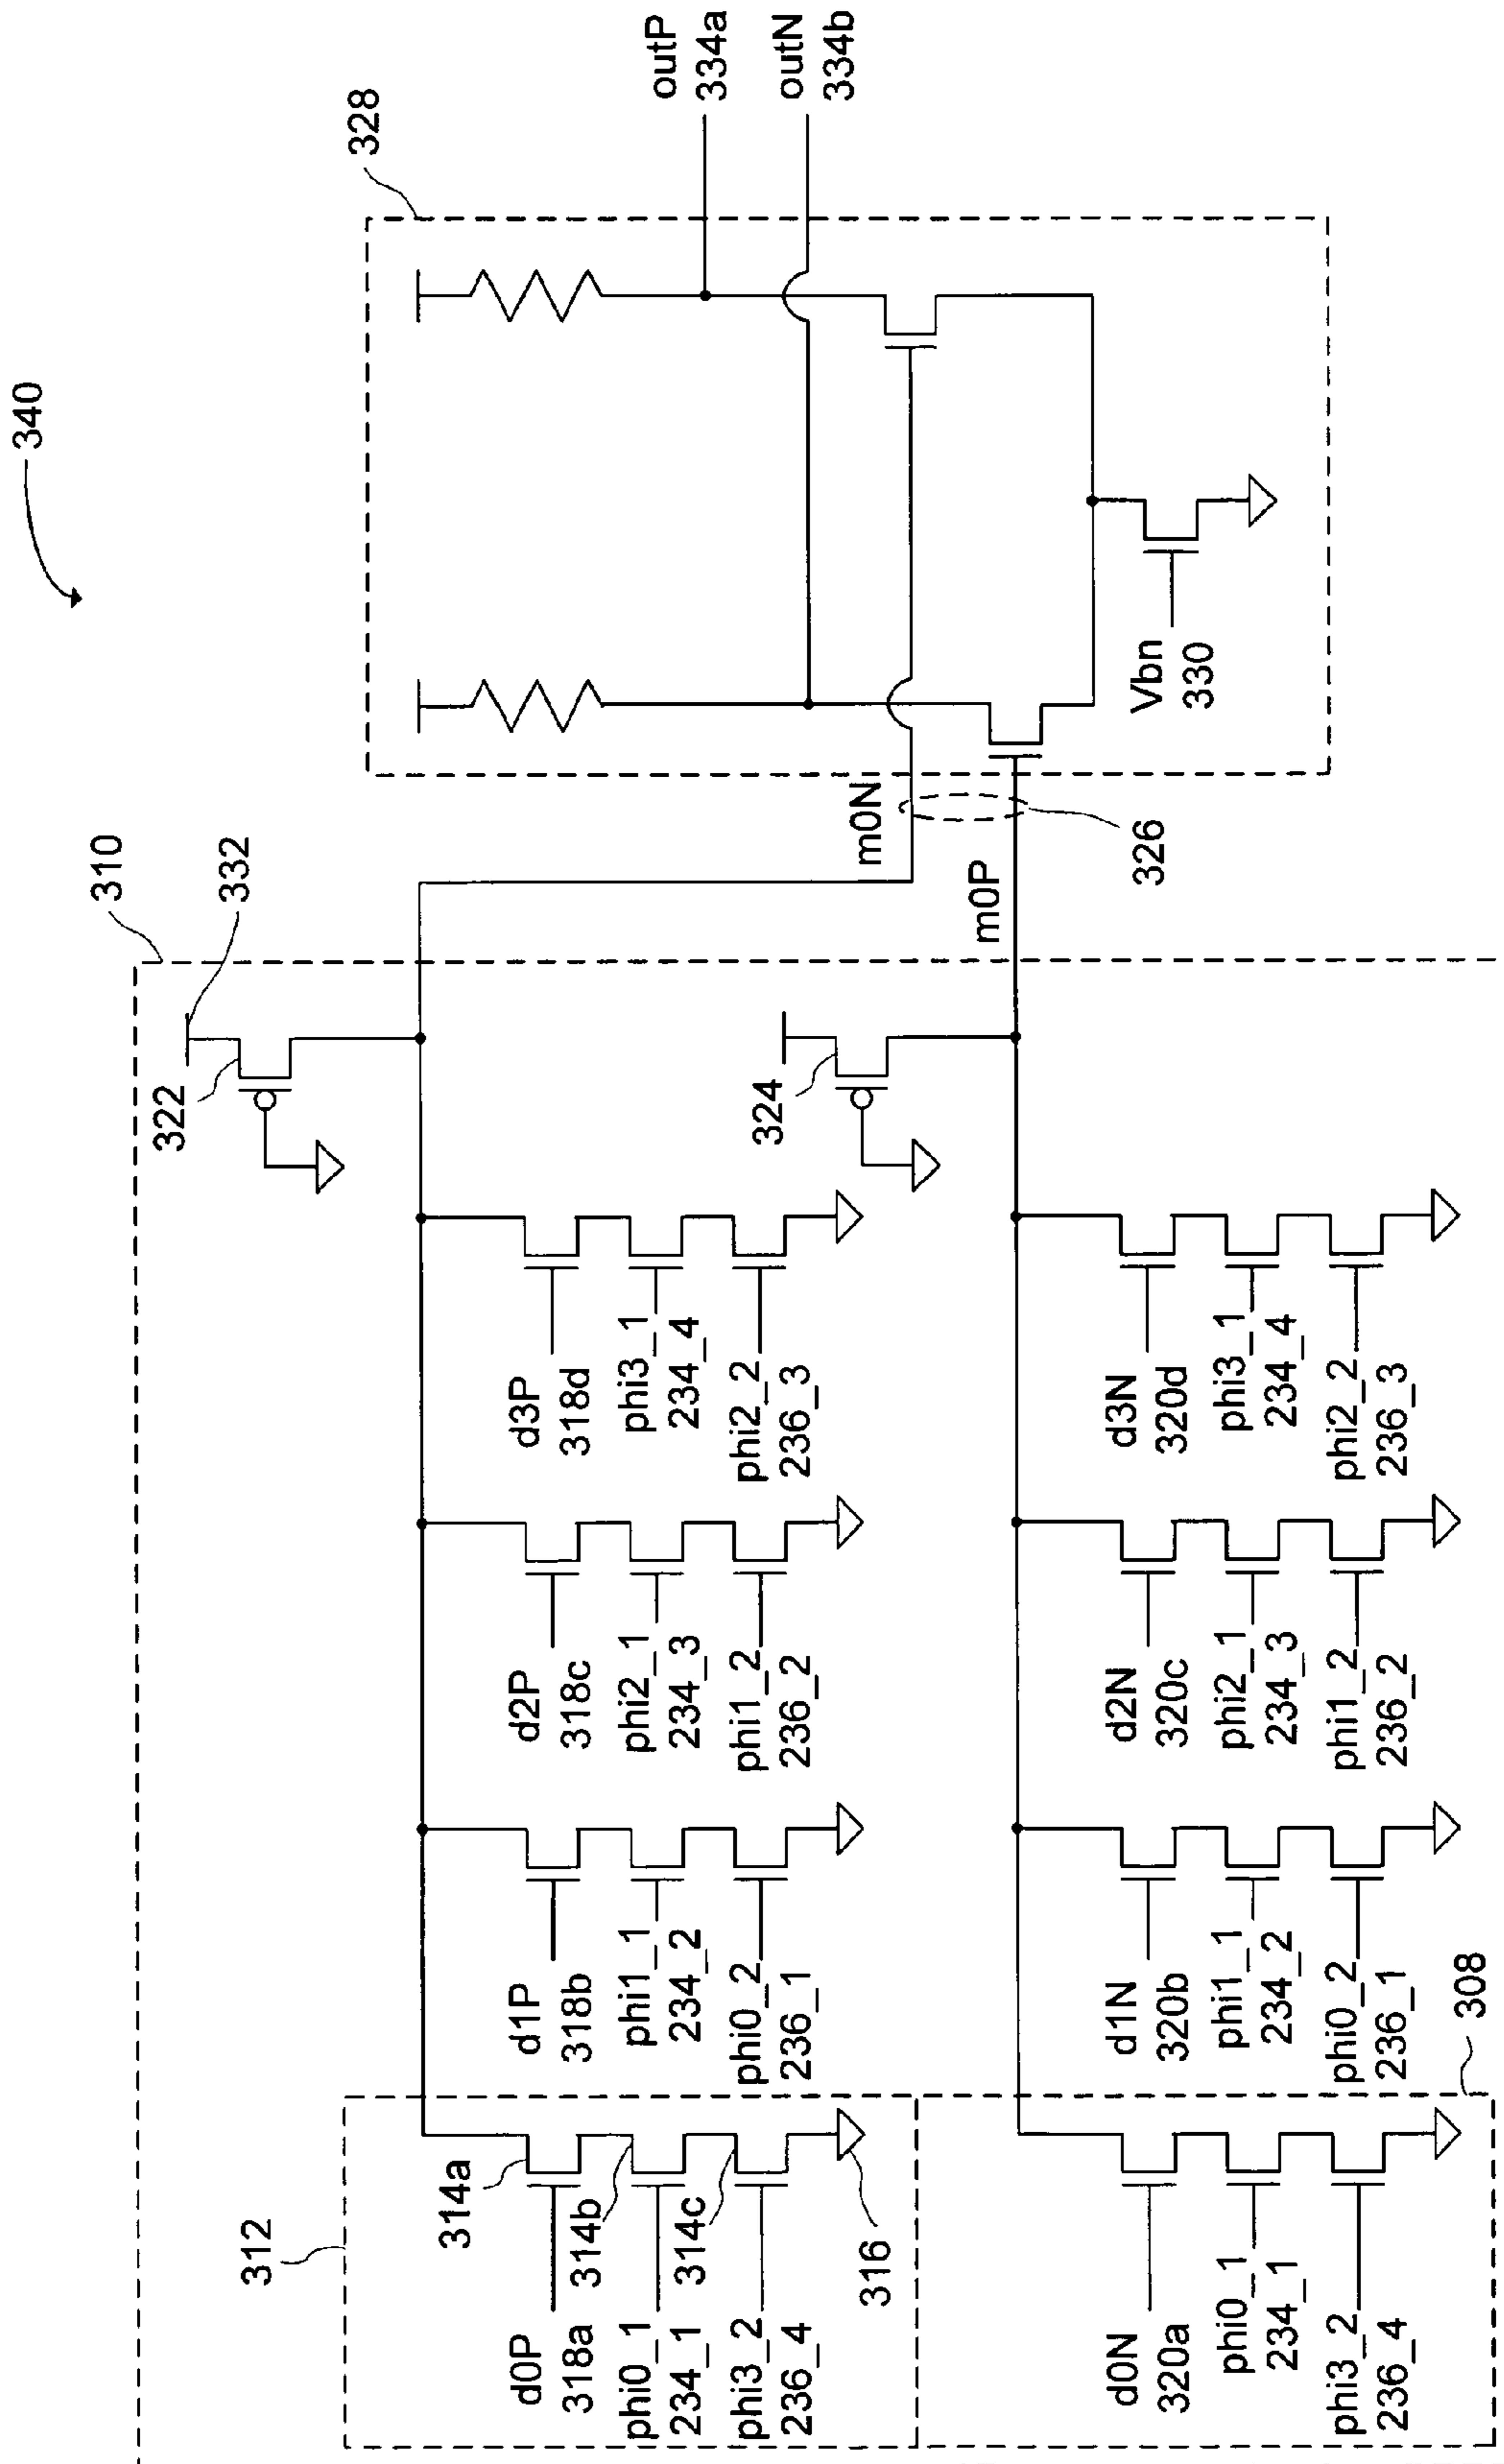 340
310
332
328
322
outP
334a
outN
334b
312
314a
d0P
318a
314b
phi0_1
234_1
314c
phi3_2
236_4
316
d1P
318b
phi1_1
234_2
phi0_2
236_1
d2P
318c
phi2_1
234_3
phi1_2
236_2
d3P
318d
phi3_1
234_4
phi2_2
236_3
324
m0N
m0P
326
Vbn
330
d0N
320a
phi0_1
234_1
phi3_2
236_4
d1N
320b
phi1_1
234_2
phi0_2
236_1
308
d2N
320c
phi2_1
234_3
phi1_2
236_2
d3N
320d
phi3_1
234_4
phi2_2
236_3